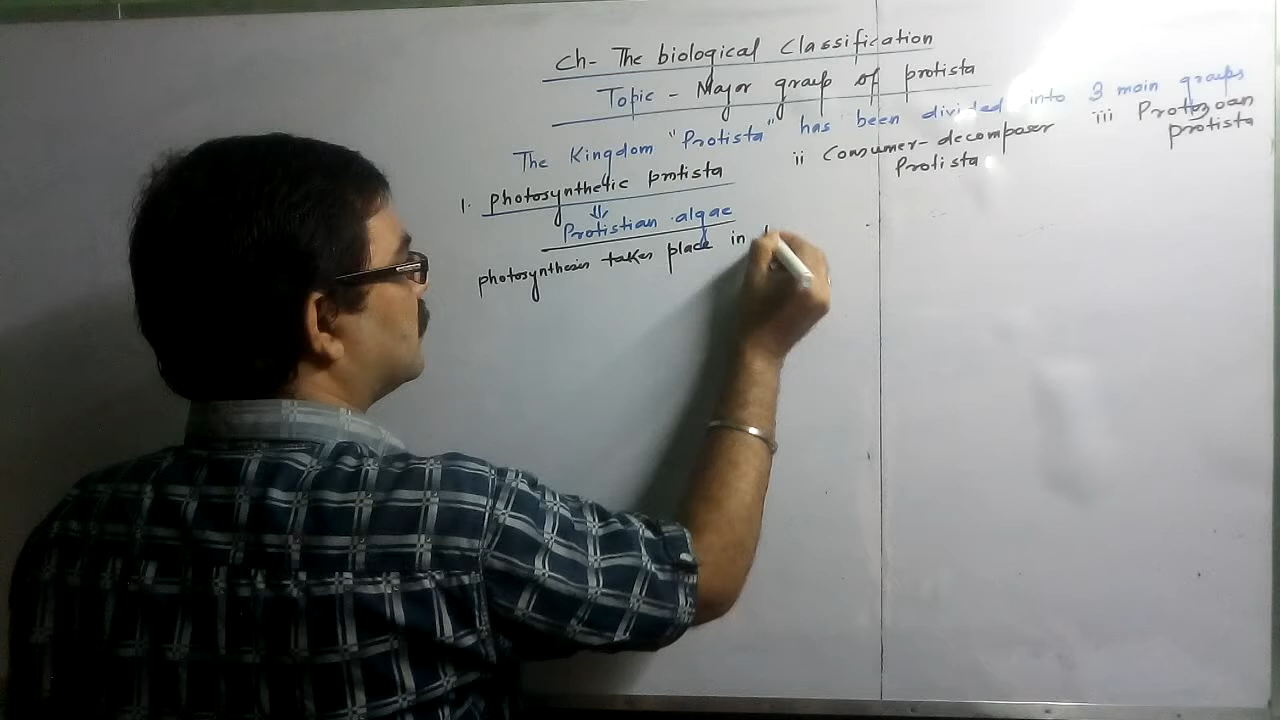 Ch- The biological Classification
Topic - Major group of protista
The Kingdom "Protista" has been divided into 3 main groups
1. photosynthetic protista ii Consumer-decomposer Protista iii Protozoan protista
⇓
Protistian algae
photosynthesis takes place in